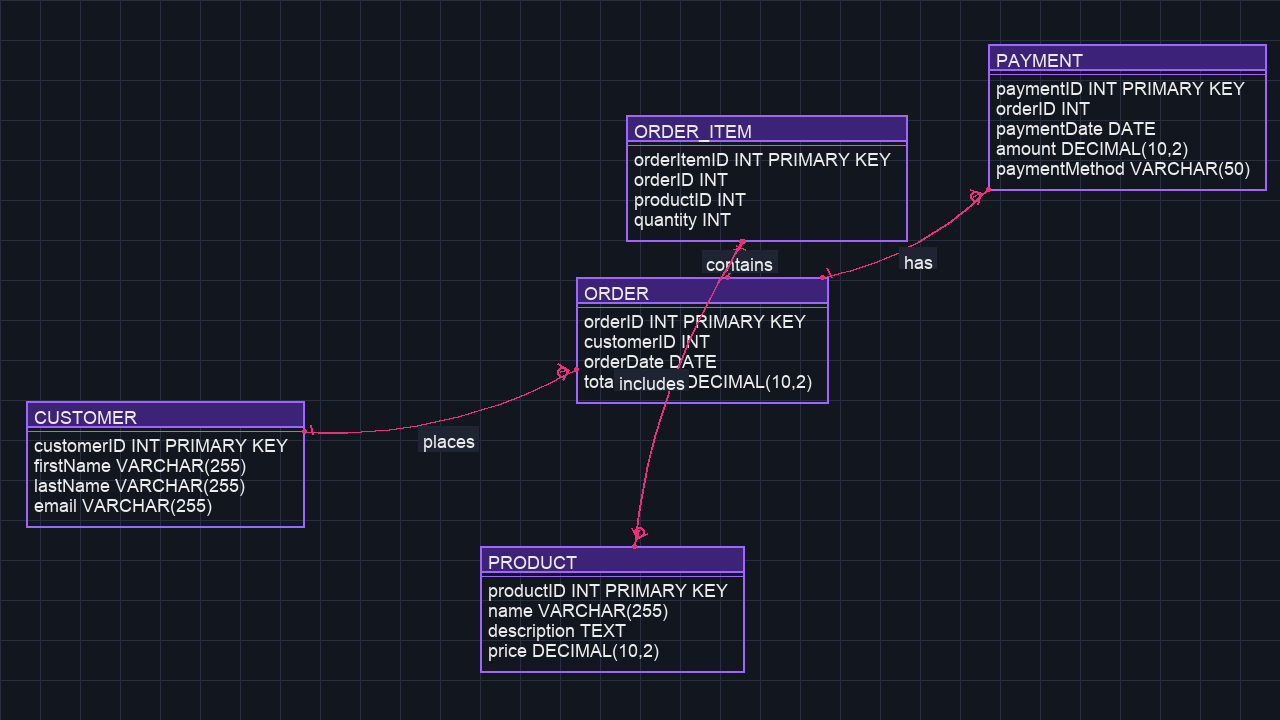 PAYMENT
paymentID INT PRIMARY KEY
orderID INT
paymentDate DATE
amount DECIMAL(10,2)
paymentMethod VARCHAR(50)
ORDER_ITEM
orderItemID INT PRIMARY KEY
orderID INT
productID INT
quantity INT
contains
has
ORDER
orderID INT PRIMARY KEY
customerID INT
orderDate DATE
DECIMAL(10,2)
includes
CUSTOMER
customerID INT PRIMARY KEY
firstName VARCHAR(255)
lastName VARCHAR(255)
email VARCHAR(255)
places
PRODUCT
productID INT PRIMARY KEY
name VARCHAR(255)
description TEXT
price DECIMAL(10,2)